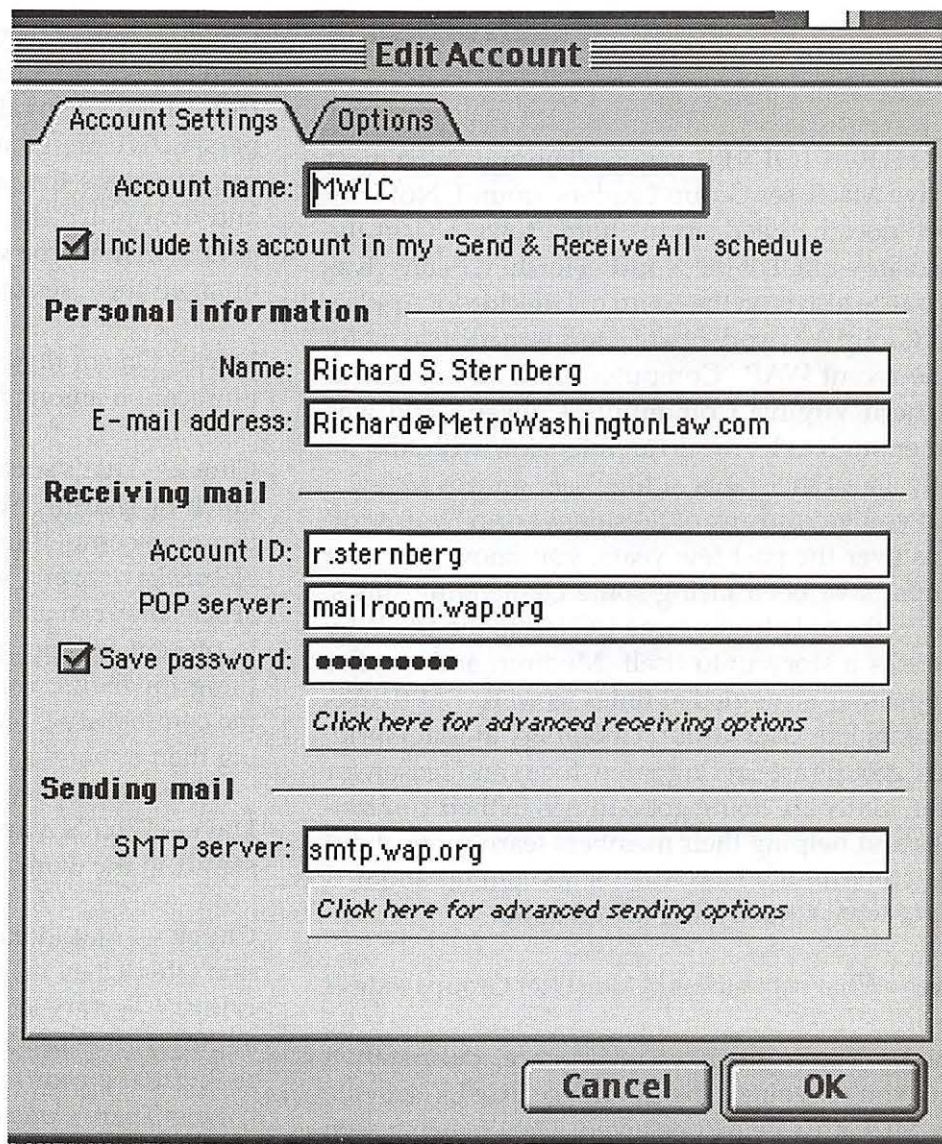 Edit Account
Account Settings
Options
Account name: MWLC
Include this account in my "Send & Receive All" schedule
Personal information
Name: Richard S. Sternberg
E-mail address: Richard@MetroWashingtonLaw.com
Receiving mail
Account ID: r.sternberg
POP server: mailroom.wap.org
Save password: •••••••••
Click here for advanced receiving options
Sending mail
SMTP server: smtp.wap.org
Click here for advanced sending options
Cancel
OK